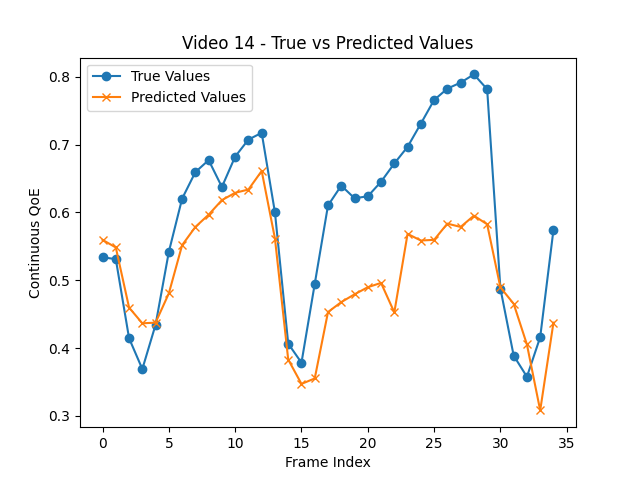 Video 14 - True vs Predicted Values
True Values
Predicted Values
Continuous QoE
0.8
0.7
0.6
0.5
0.4
0.3
0 5 10 15 20 25 30 35
Frame Index